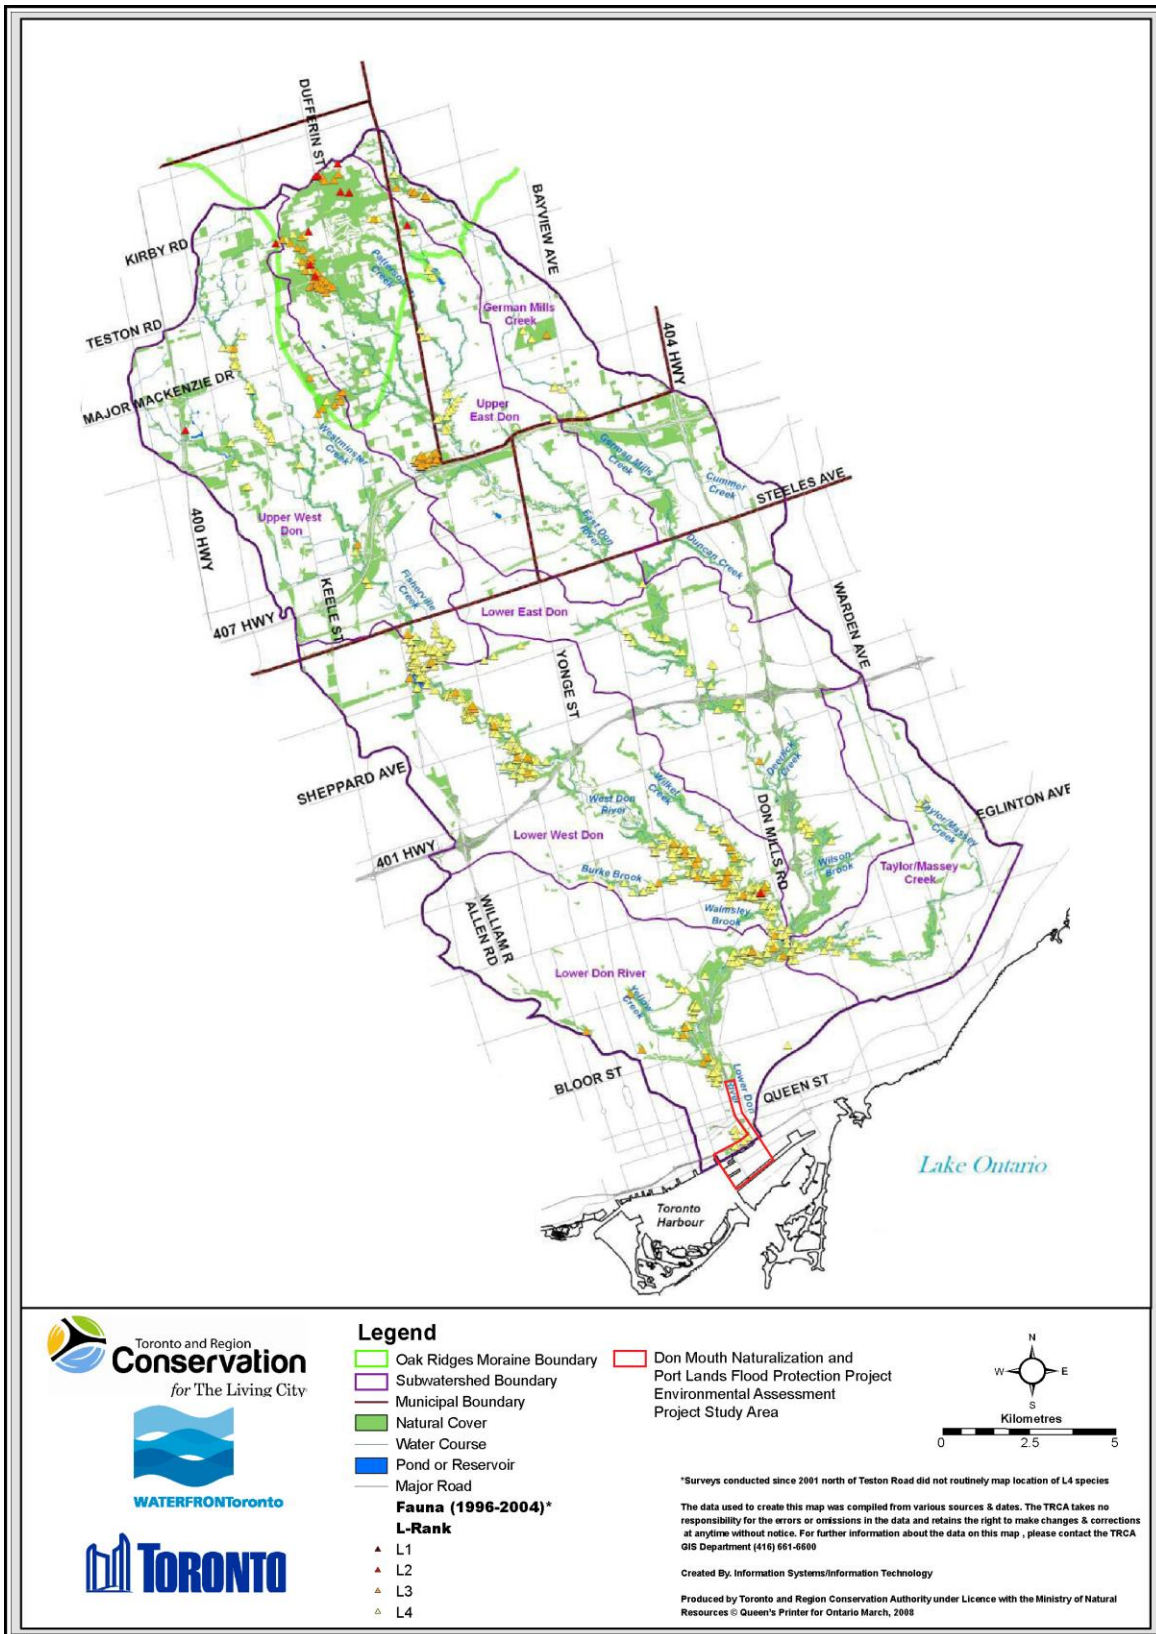 DUFFERIN ST
BAYVIEW AVE
KIRBY RD
Patterson
Creek
German Mills
Creek
TESTON RD
404 HWY
MAJOR MACKENZIE DR
Upper
East Don
Westminster
Creek
German Mills
Creek
Cummer
Creek
STEELES AVE
400 HWY
Upper West
Don
East Don
River
Duncan Creek
Fisherville
Creek
KEELE ST
407 HWY
Lower East Don
WARDEN AVE
YONGE ST
SHEPPARD AVE
Deerlick
Creek
Wilket
Creek
West Don
River
DON MILLS RD
EGLINTON AVE
Taylor/Massey
Creek
Lower West Don
401 HWY
Burke Brook
Wilson
Brook
Taylor/Massey
Creek
WILLIAM R
ALLEN RD
Walmsley
Brook
Lower Don River
Yellow
Creek
BLOOR ST
Lower Don
River
QUEEN ST
Lake Ontario
Toronto
Harbour
Toronto and Region
Conservation
for The Living City
WATERFRONToronto
TORONTO
Legend
Oak Ridges Moraine Boundary
Subwatershed Boundary
Municipal Boundary
Natural Cover
Water Course
Pond or Reservoir
Major Road
Fauna (1996-2004)*
L-Rank
L1
L2
L3
L4
Don Mouth Naturalization and
Port Lands Flood Protection Project
Environmental Assessment
Project Study Area
N
W E
S
Kilometres
0 2.5 5
*Surveys conducted since 2001 north of Teston Road did not routinely map location of L4 species
The data used to create this map was compiled from various sources & dates. The TRCA takes no
responsibility for the errors or omissions in the data and retains the right to make changes & corrections
at anytime without notice. For further information about the data on this map , please contact the TRCA
GIS Department (416) 661-6600
Created By. Information Systems/Information Technology
Produced by Toronto and Region Conservation Authority under Licence with the Ministry of Natural
Resources © Queen's Printer for Ontario March, 2008